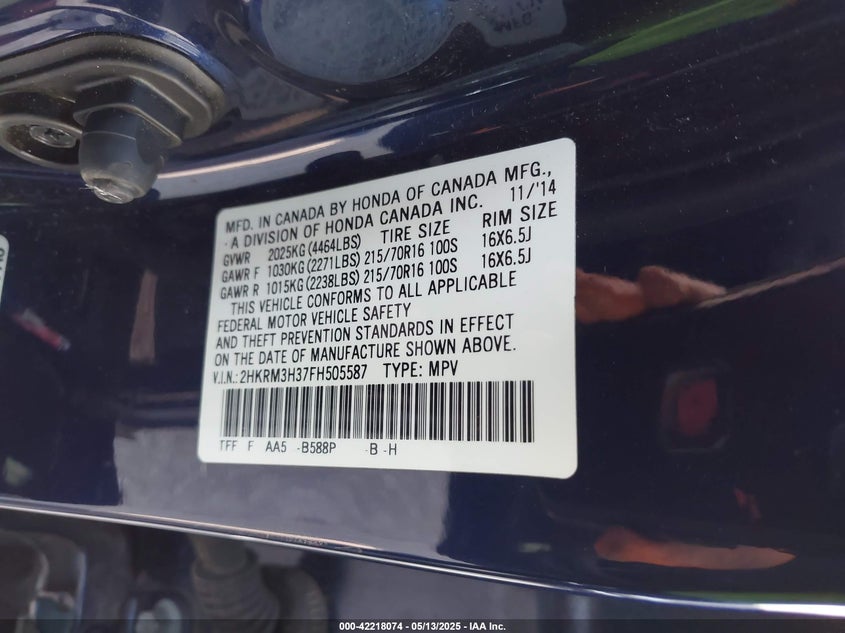 MFD. IN CANADA BY HONDA OF CANADA MFG.,
A DIVISION OF HONDA CANADA INC. 11/'14
GVWR 2025KG(4464LBS) TIRE SIZE RIM SIZE
GAWR F 1030KG(2271LBS) 215/70R16 100S 16X6.5J
GAWR R 1015KG(2238LBS) 215/70R16 100S 16X6.5J
THIS VEHICLE CONFORMS TO ALL APPLICABLE
FEDERAL MOTOR VEHICLE SAFETY
AND THEFT PREVENTION STANDARDS IN EFFECT
ON THE DATE OF MANUFACTURE SHOWN ABOVE.
V.I.N.:2HKRM3H37FH505587 TYPE: MPV
TFF F AA5 -B588P -B -H
000-42218074 - 05/13/2025 - IAA Inc.